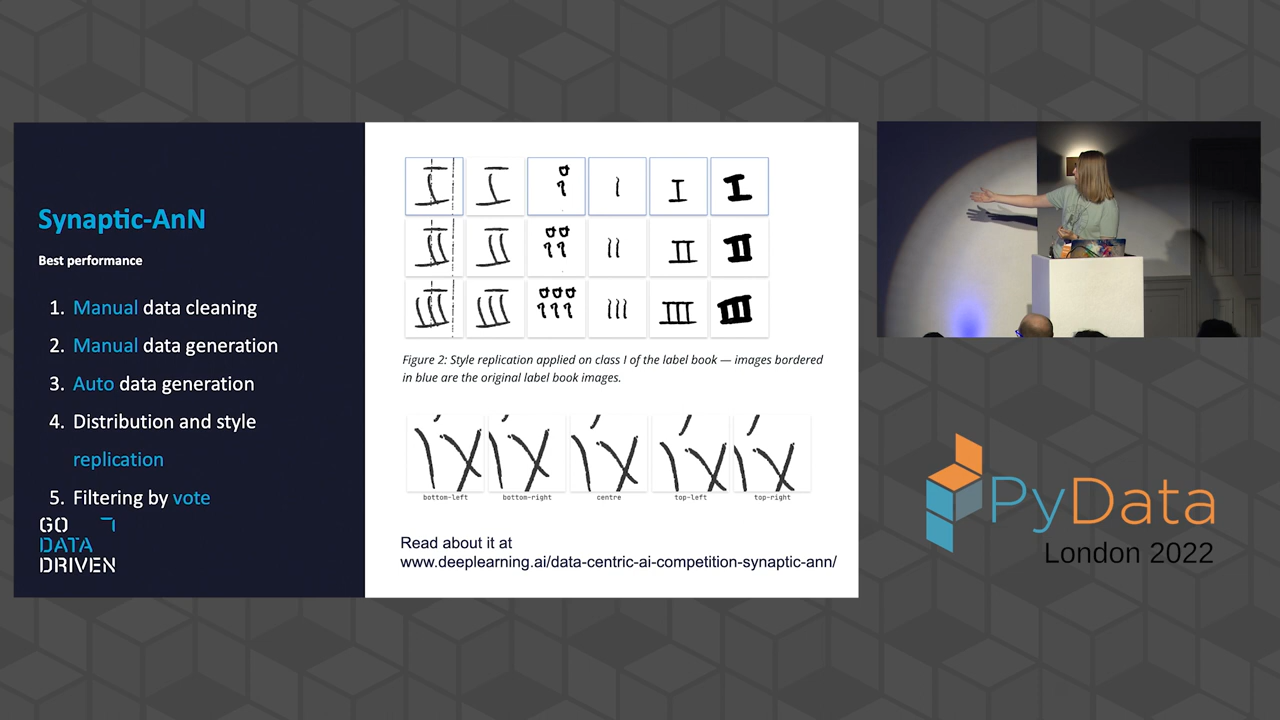 Synaptic-AnN
Best performance
1. Manual data cleaning
2. Manual data generation
3. Auto data generation
4. Distribution and style
replication
5. Filtering by vote
GO
DATA
DRIVEN
Figure 2: Style replication applied on class I of the label book — images bordered
in blue are the original label book images.
bottom-left bottom-right centre top-left top-right
Read about it at
www.deeplearning.ai/data-centric-ai-competition-synaptic-ann/
PyData
London 2022